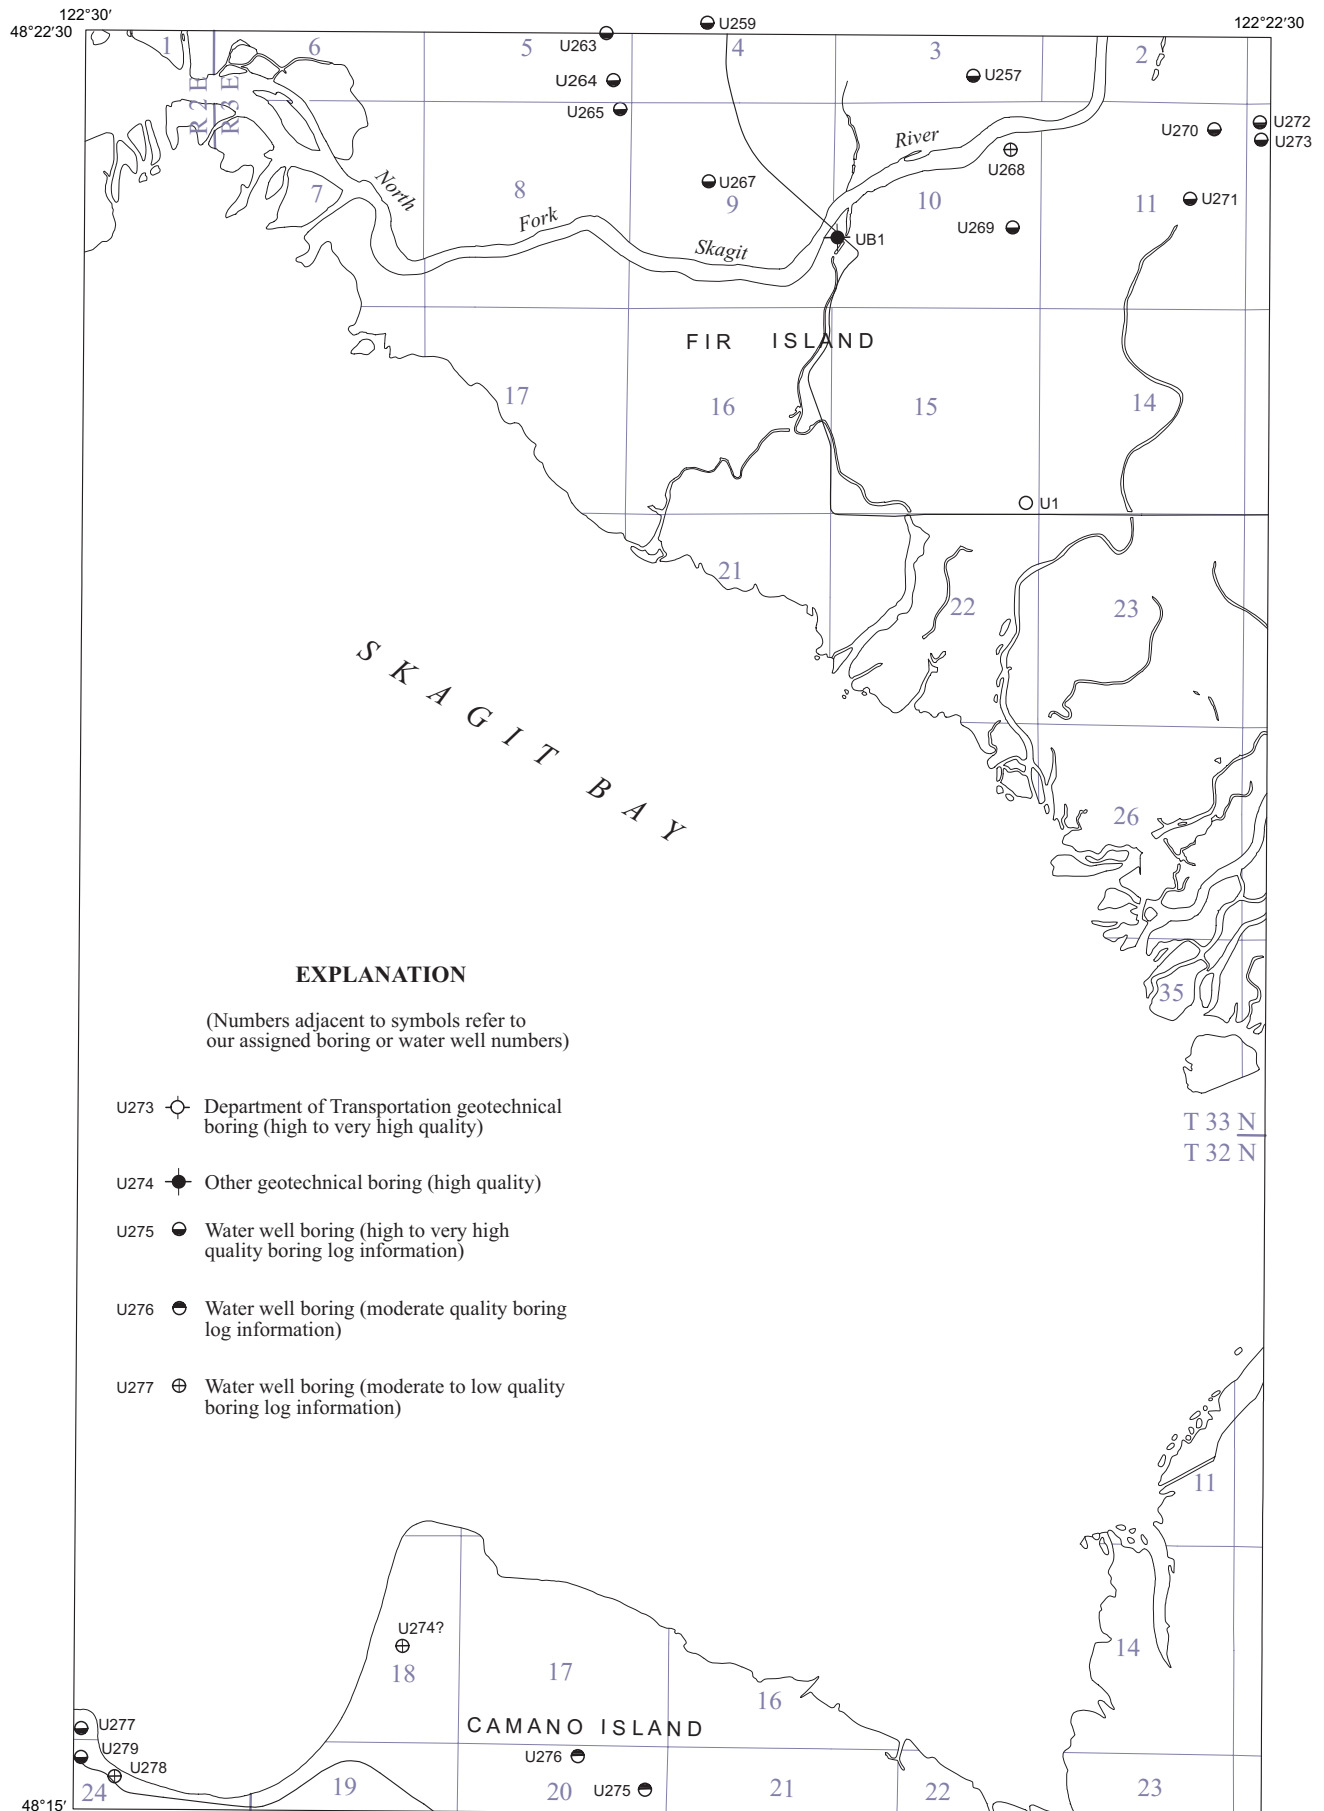 122°30′
122°22′30
48°22′30
U259
U263
1
6
5
4
3
2
U264
U257
R 2 E
R 3 E
U265
U272
U270
U273
River
U268
North
7
8
U267
9
10
11
U271
Fork
U269
Skagit
UB1
FIR ISLAND
17
16
15
14
U1
21
22
23
SKAGIT BAY
26
EXPLANATION
35
(Numbers adjacent to symbols refer to
our assigned boring or water well numbers)
U273 Department of Transportation geotechnical
boring (high to very high quality)
T 33 N
T 32 N
U274 Other geotechnical boring (high quality)
U275 Water well boring (high to very high
quality boring log information)
U276 Water well boring (moderate quality boring
log information)
U277 Water well boring (moderate to low quality
boring log information)
11
U274?
18
17
14
16
U277
CAMANO ISLAND
U279
U276
U278
24
19
20
U275
21
22
23
48°15′